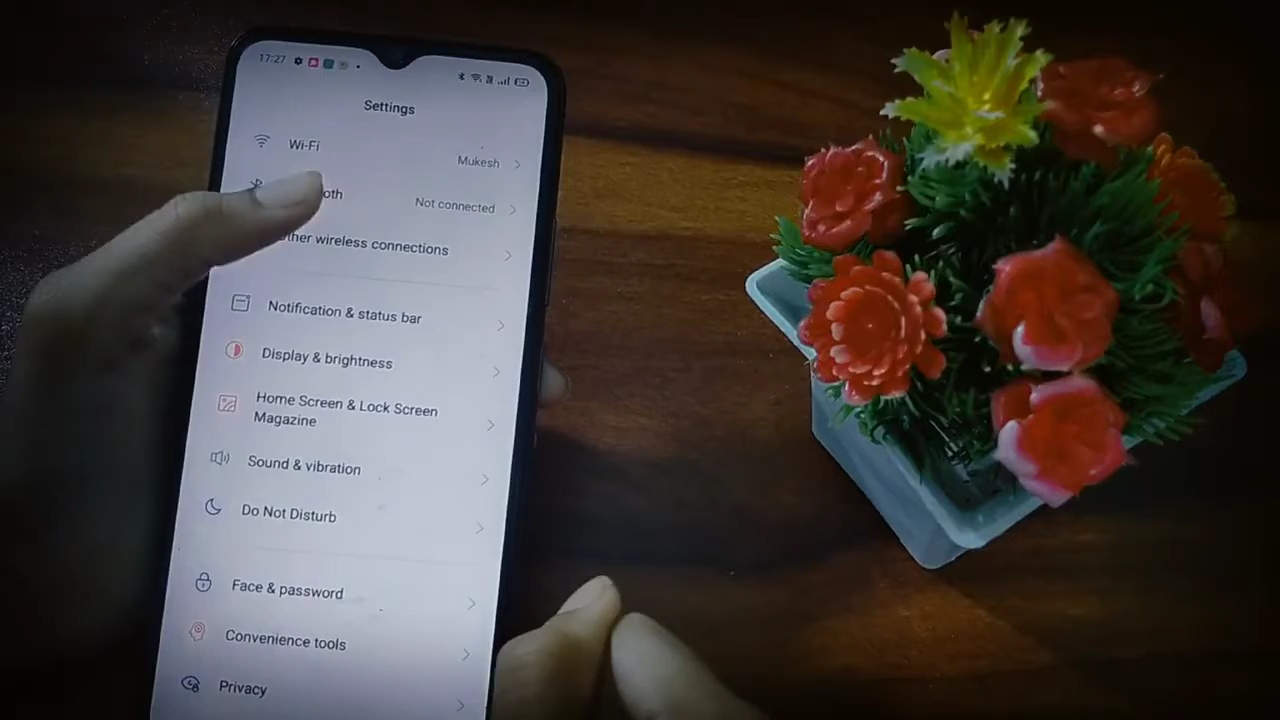 17:27
Settings
Wi-Fi
Mukesh
oth
Not connected
ther wireless connections
Notification & status bar
Display & brightness
Home Screen & Lock Screen
Magazine
Sound & vibration
Do Not Disturb
Face & password
Convenience tools
Privacy